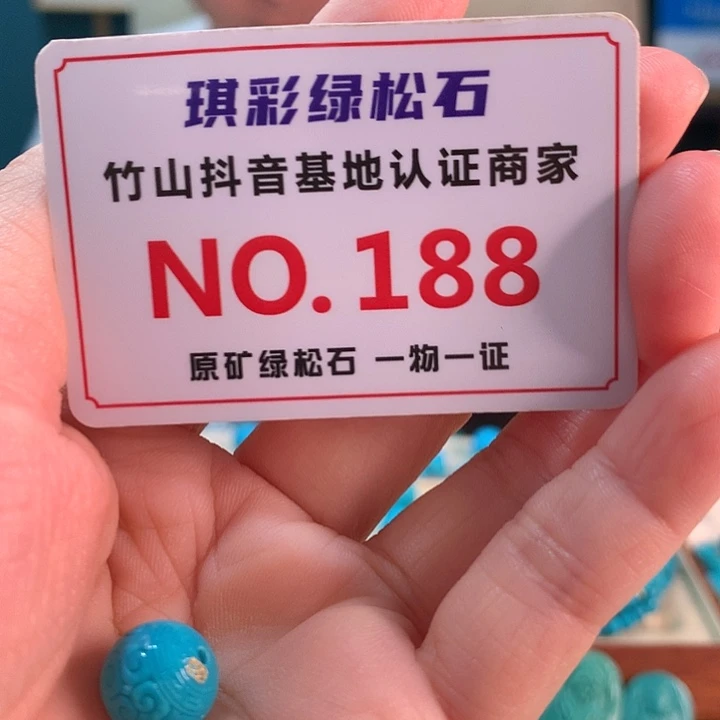 琪彩绿松石
竹山抖音基地认证商家
NO.188
原矿绿松石 一物一证